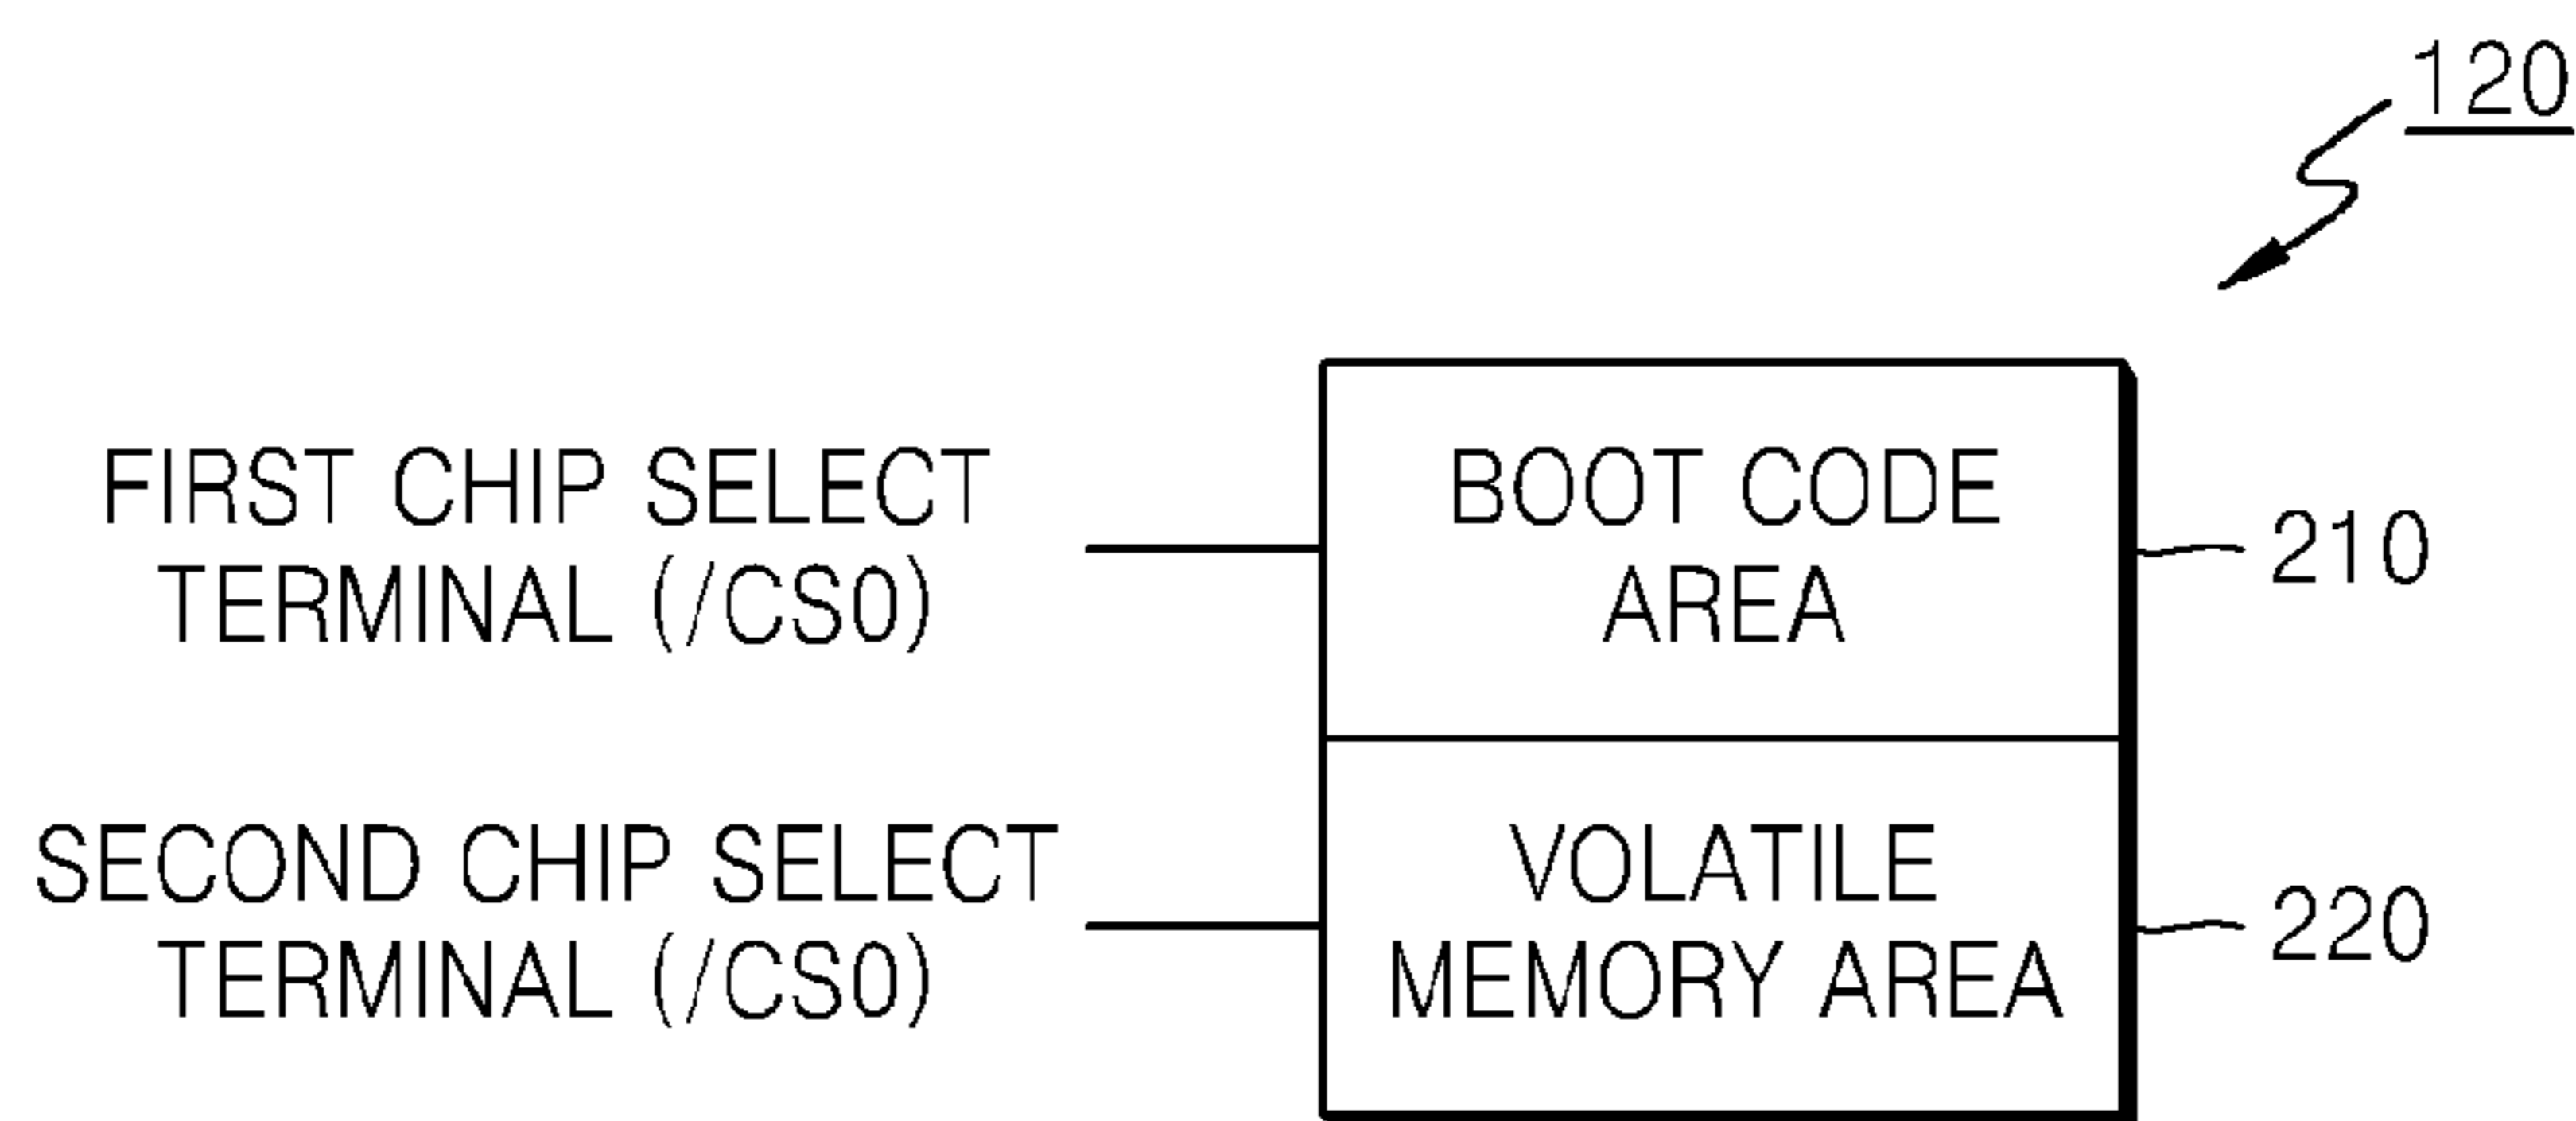 120
FIRST CHIP SELECT
TERMINAL (/CS0)
BOOT CODE
AREA
210
SECOND CHIP SELECT
TERMINAL (/CS0)
VOLATILE
MEMORY AREA
220